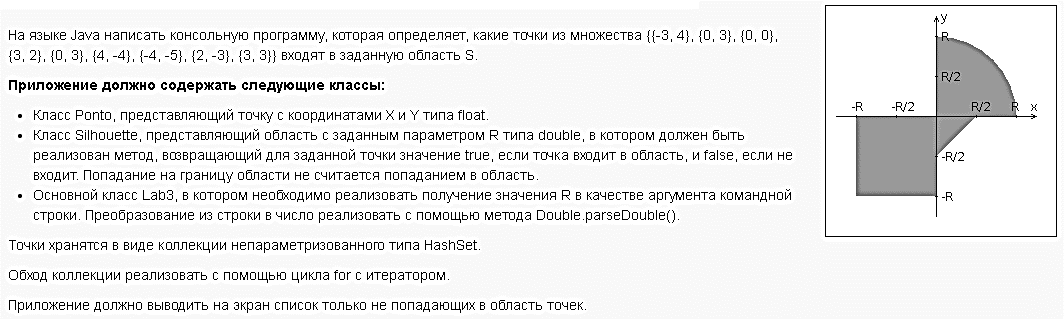 На языке Java написать консольную программу, которая определяет, какие точки из множества {{-3, 4}, {0, 3}, {0, 0},
{3, 2}, {0, 3}, {4, -4}, {-4, -5}, {2, -3}, {3, 3}} входят в заданную область S.
Приложение должно содержать следующие классы:
• Класс Ponto, представляющий точку с координатами X и Y типа float.
• Класс Silhouette, представляющий область с заданным параметром R типа double, в котором должен быть
реализован метод, возвращающий для заданной точки значение true, если точка входит в область, и false, если не
входит. Попадание на границу области не считается попаданием в область.
• Основной класс Lab3, в котором необходимо реализовать получение значения R в качестве аргумента командной
строки. Преобразование из строки в число реализовать с помощью метода Double.parseDouble().
Точки хранятся в виде коллекции непараметризованного типа HashSet.
Обход коллекции реализовать с помощью цикла for с итератором.
Приложение должно выводить на экран список только не попадающих в область точек.
y
R
R/2
-R -R/2 R/2 R x
-R/2
-R